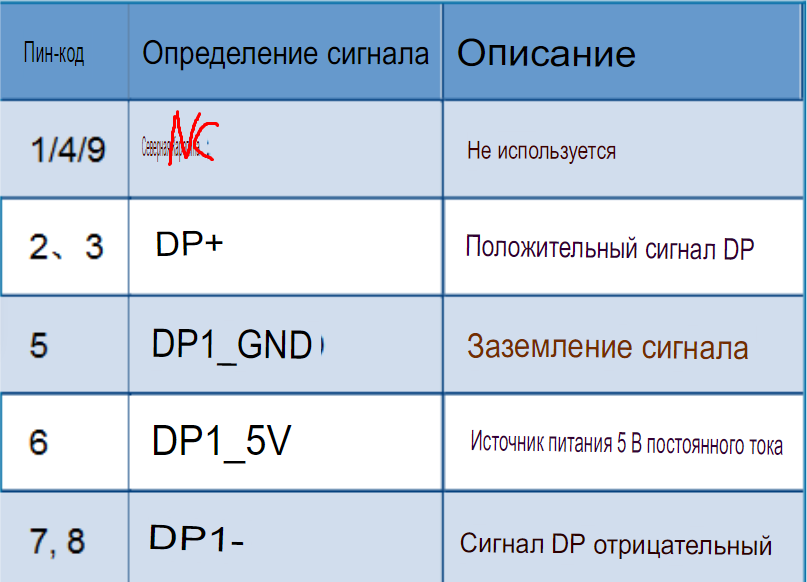 Пин-код Определение сигнала Описание
1/4/9 Северная NC Не используется
2、3 DP+ Положительный сигнал DP
5 DP1_GND) Заземление сигнала
6 DP1_5V Источник питания 5 В постоянного тока
7, 8 DP1- Сигнал DP отрицательный